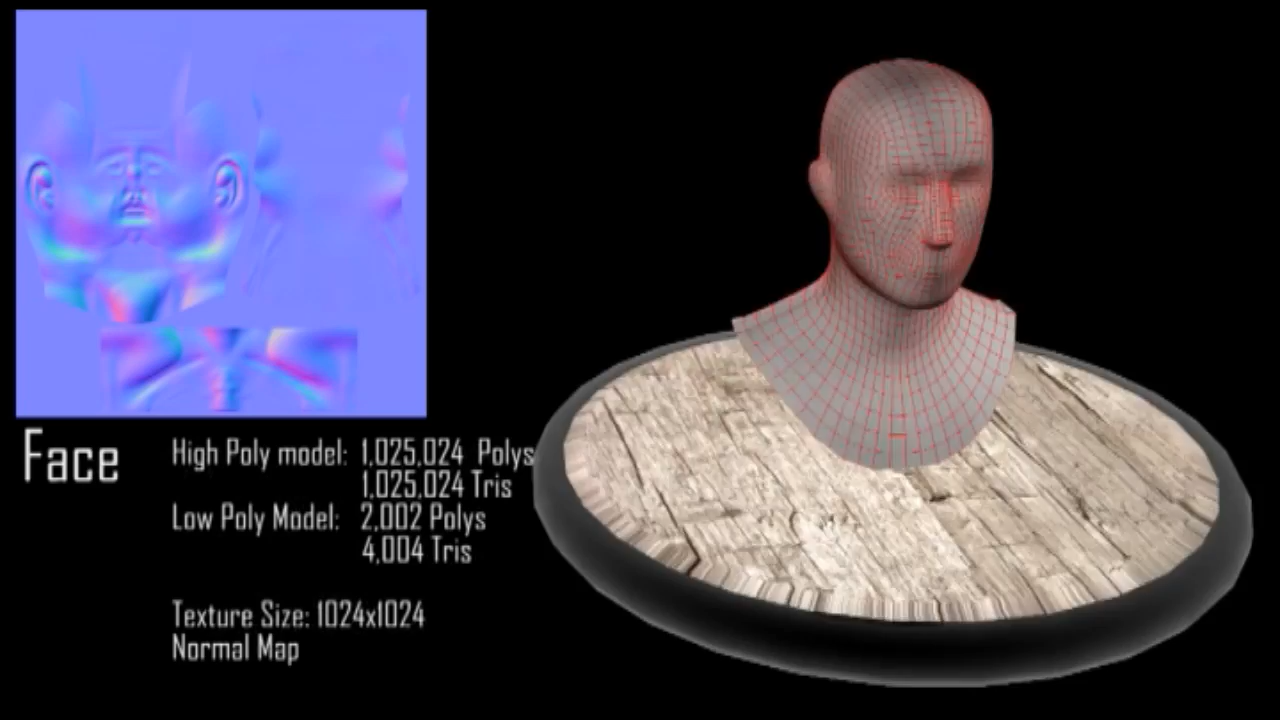 Face
High Poly model: 1,025,024 Polys
1,025,024 Tris
Low Poly Model: 2,002 Polys
4,004 Tris
Texture Size: 1024x1024
Normal Map